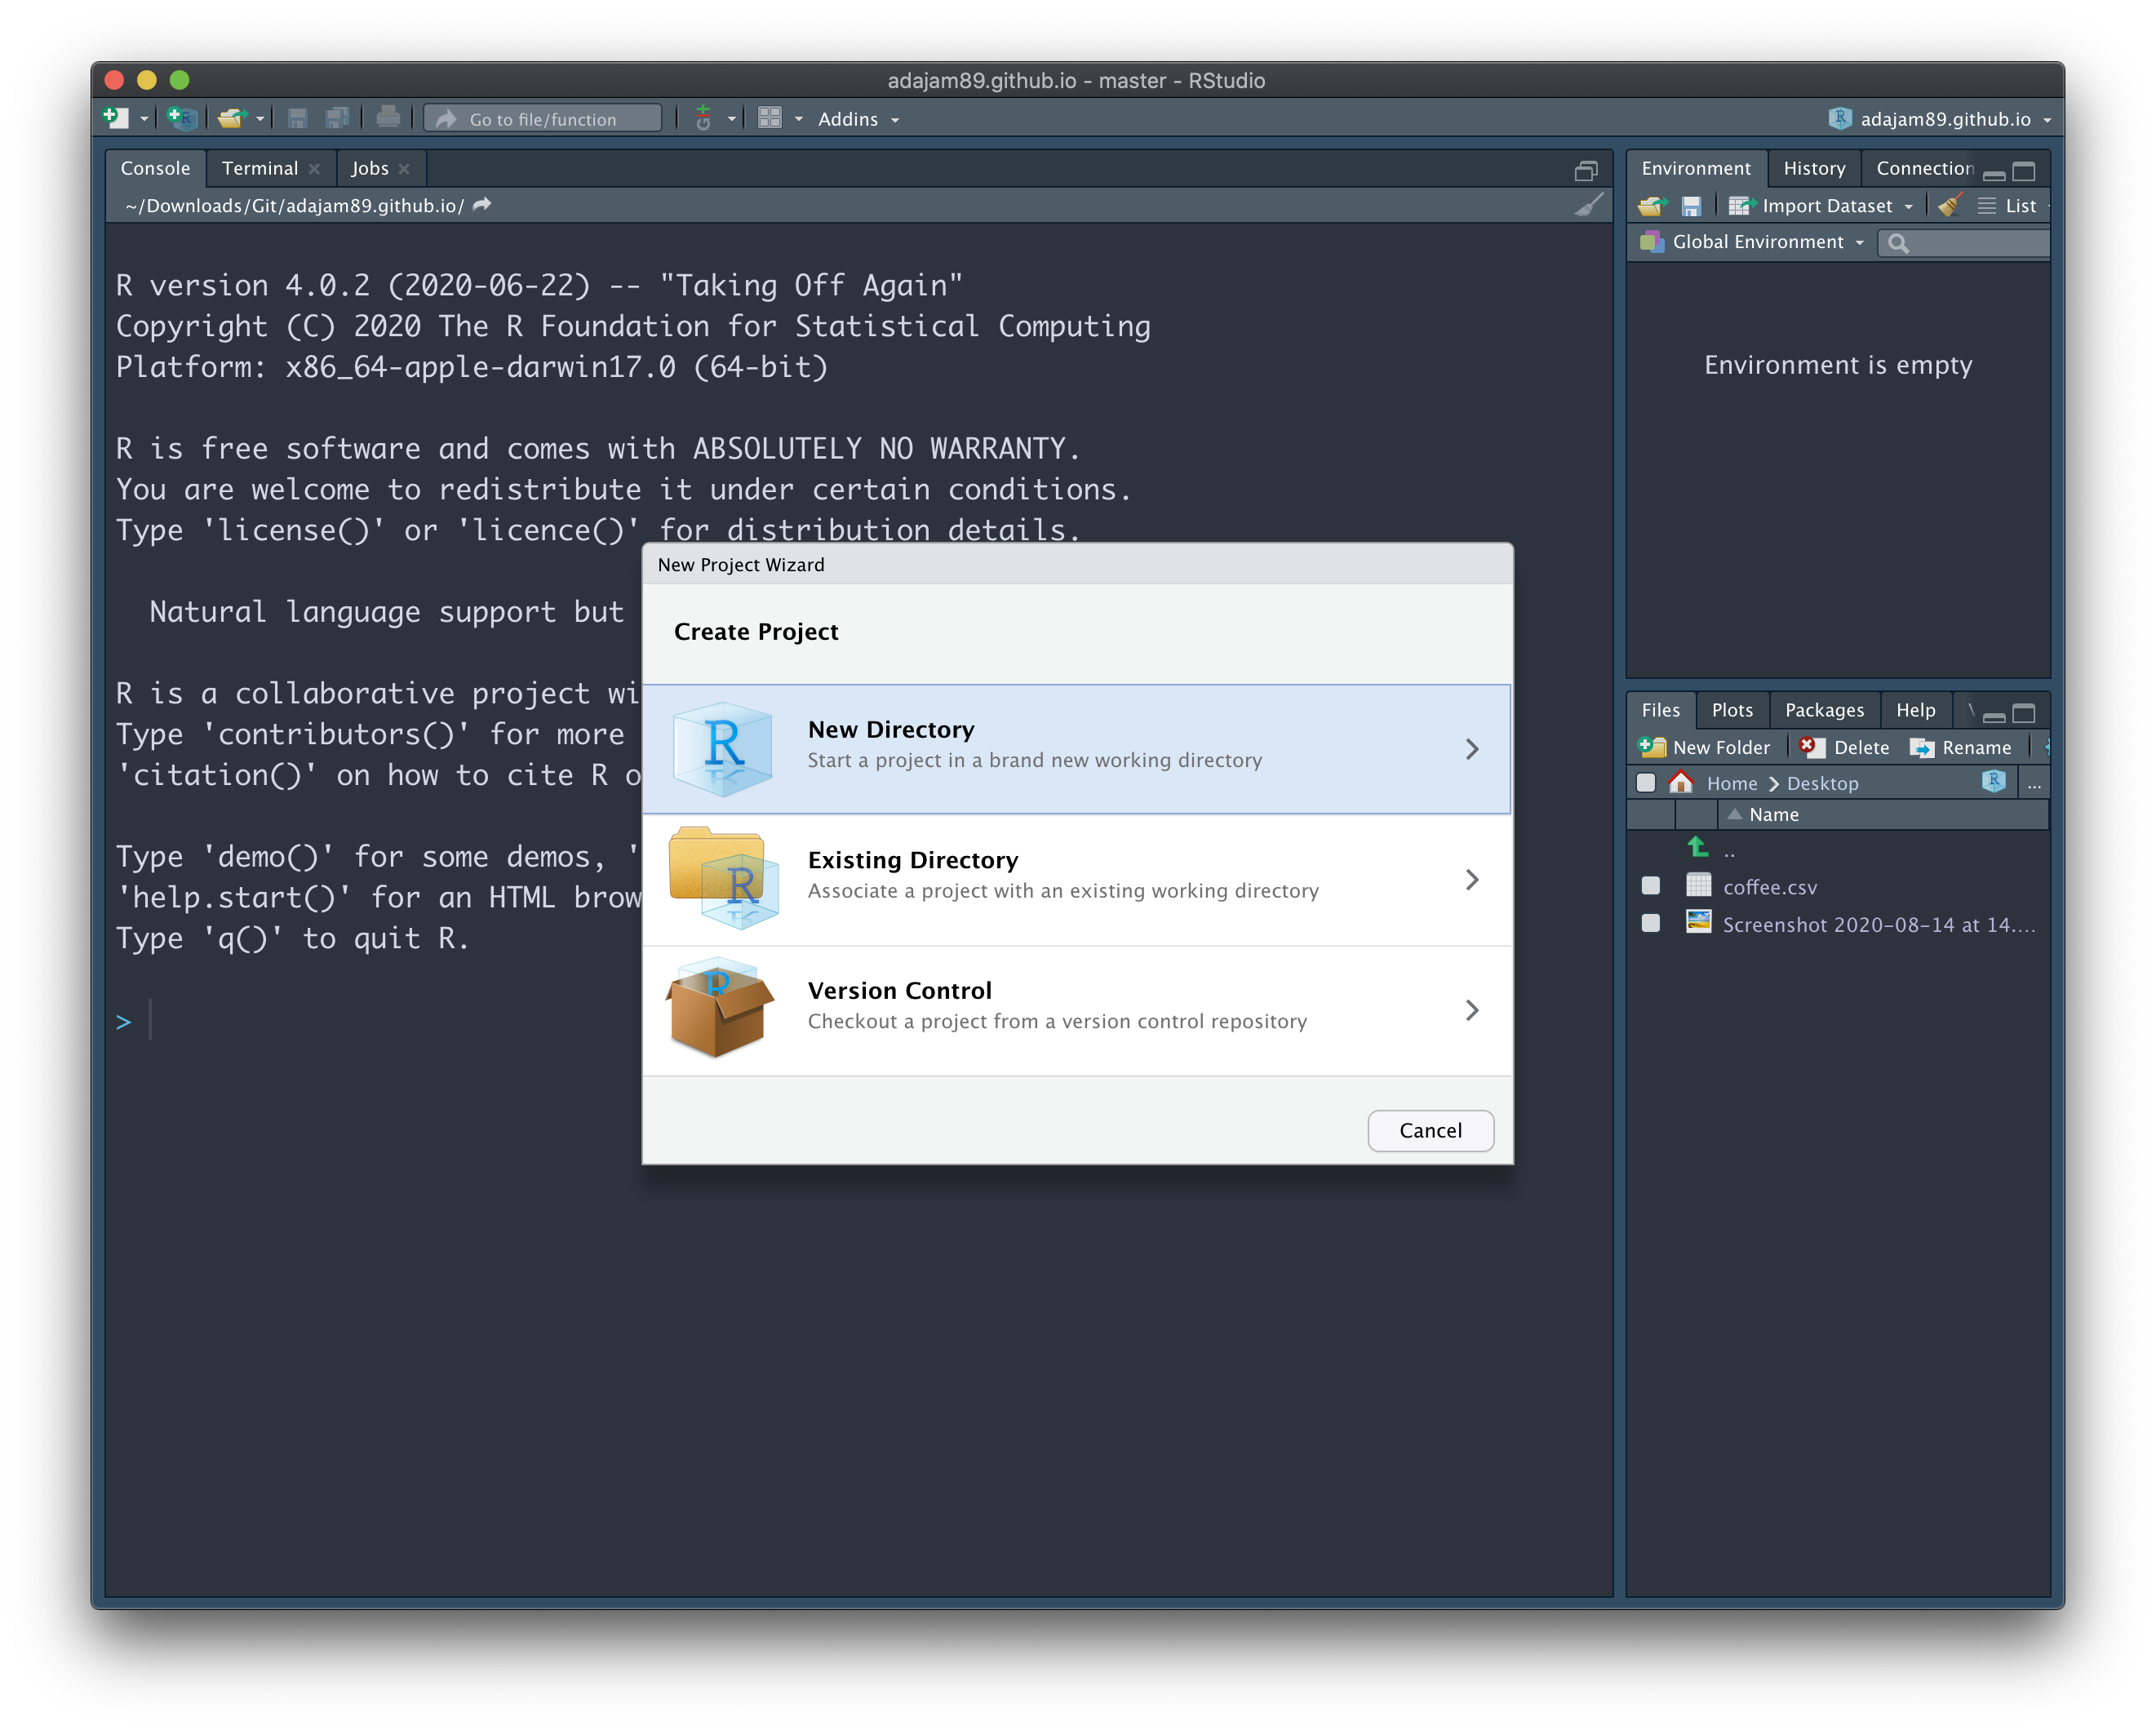 adajam89.github.io - master - RStudio
Go to file/function
Addins
adajam89.github.io
Console
Terminal
Jobs
~/Downloads/Git/adajam89.github.io/
R version 4.0.2 (2020-06-22) -- "Taking Off Again"
Copyright (C) 2020 The R Foundation for Statistical Computing
Platform: x86_64-apple-darwin17.0 (64-bit)
R is free software and comes with ABSOLUTELY NO WARRANTY.
You are welcome to redistribute it under certain conditions.
Type 'license()' or 'licence()' for distribution details.
Natural language support but
R is a collaborative project wi
Type 'contributors()' for more
'citation()' on how to cite R o
Type 'demo()' for some demos, '
'help.start()' for an HTML brow
Type 'q()' to quit R.
>
New Project Wizard
Create Project
New Directory
Start a project in a brand new working directory
Existing Directory
Associate a project with an existing working directory
Version Control
Checkout a project from a version control repository
Cancel
Environment
History
Connection
Import Dataset
List
Global Environment
Environment is empty
Files
Plots
Packages
Help
New Folder
Delete
Rename
Home
Desktop
...
Name
..
coffee.csv
Screenshot 2020-08-14 at 14....